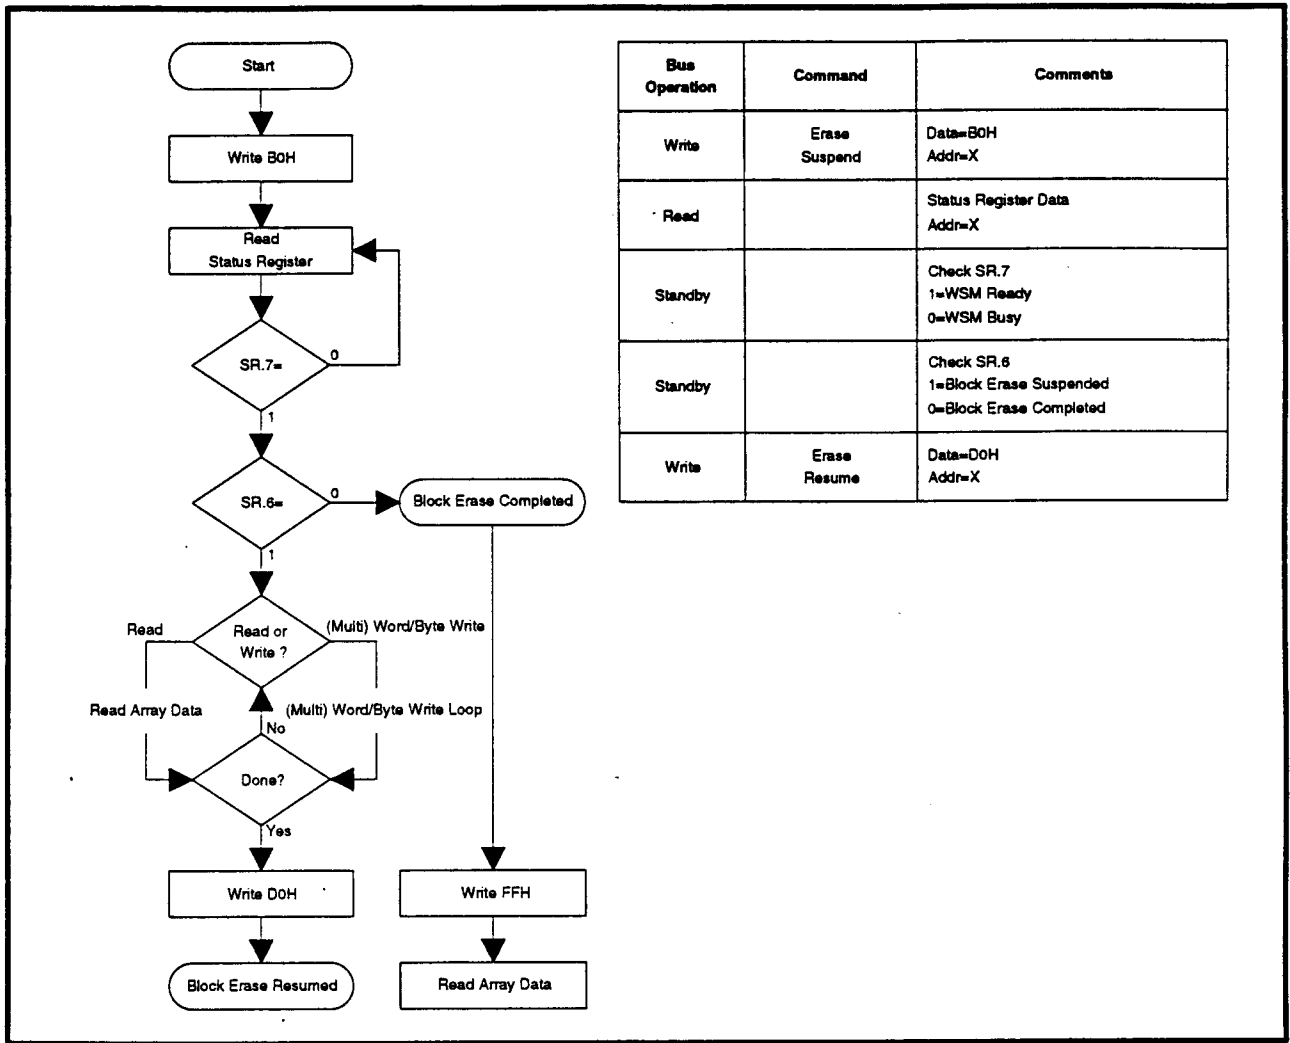 Start
Write B0H
Read
Status Register
SR.7=
0
1
SR.6=
0
Block Erase Completed
1
Read or
Write ?
Read
(Multi) Word/Byte Write
Read Array Data
(Multi) Word/Byte Write Loop
No
Done?
Yes
Write D0H
Write FFH
Block Erase Resumed
Read Array Data
Bus
Operation
Command
Comments
Write
Erase
Suspend
Data=B0H
Addr=X
Read
Status Register Data
Addr=X
Standby
Check SR.7
1=WSM Ready
0=WSM Busy
Standby
Check SR.6
1=Block Erase Suspended
0=Block Erase Completed
Write
Erase
Resume
Data=D0H
Addr=X